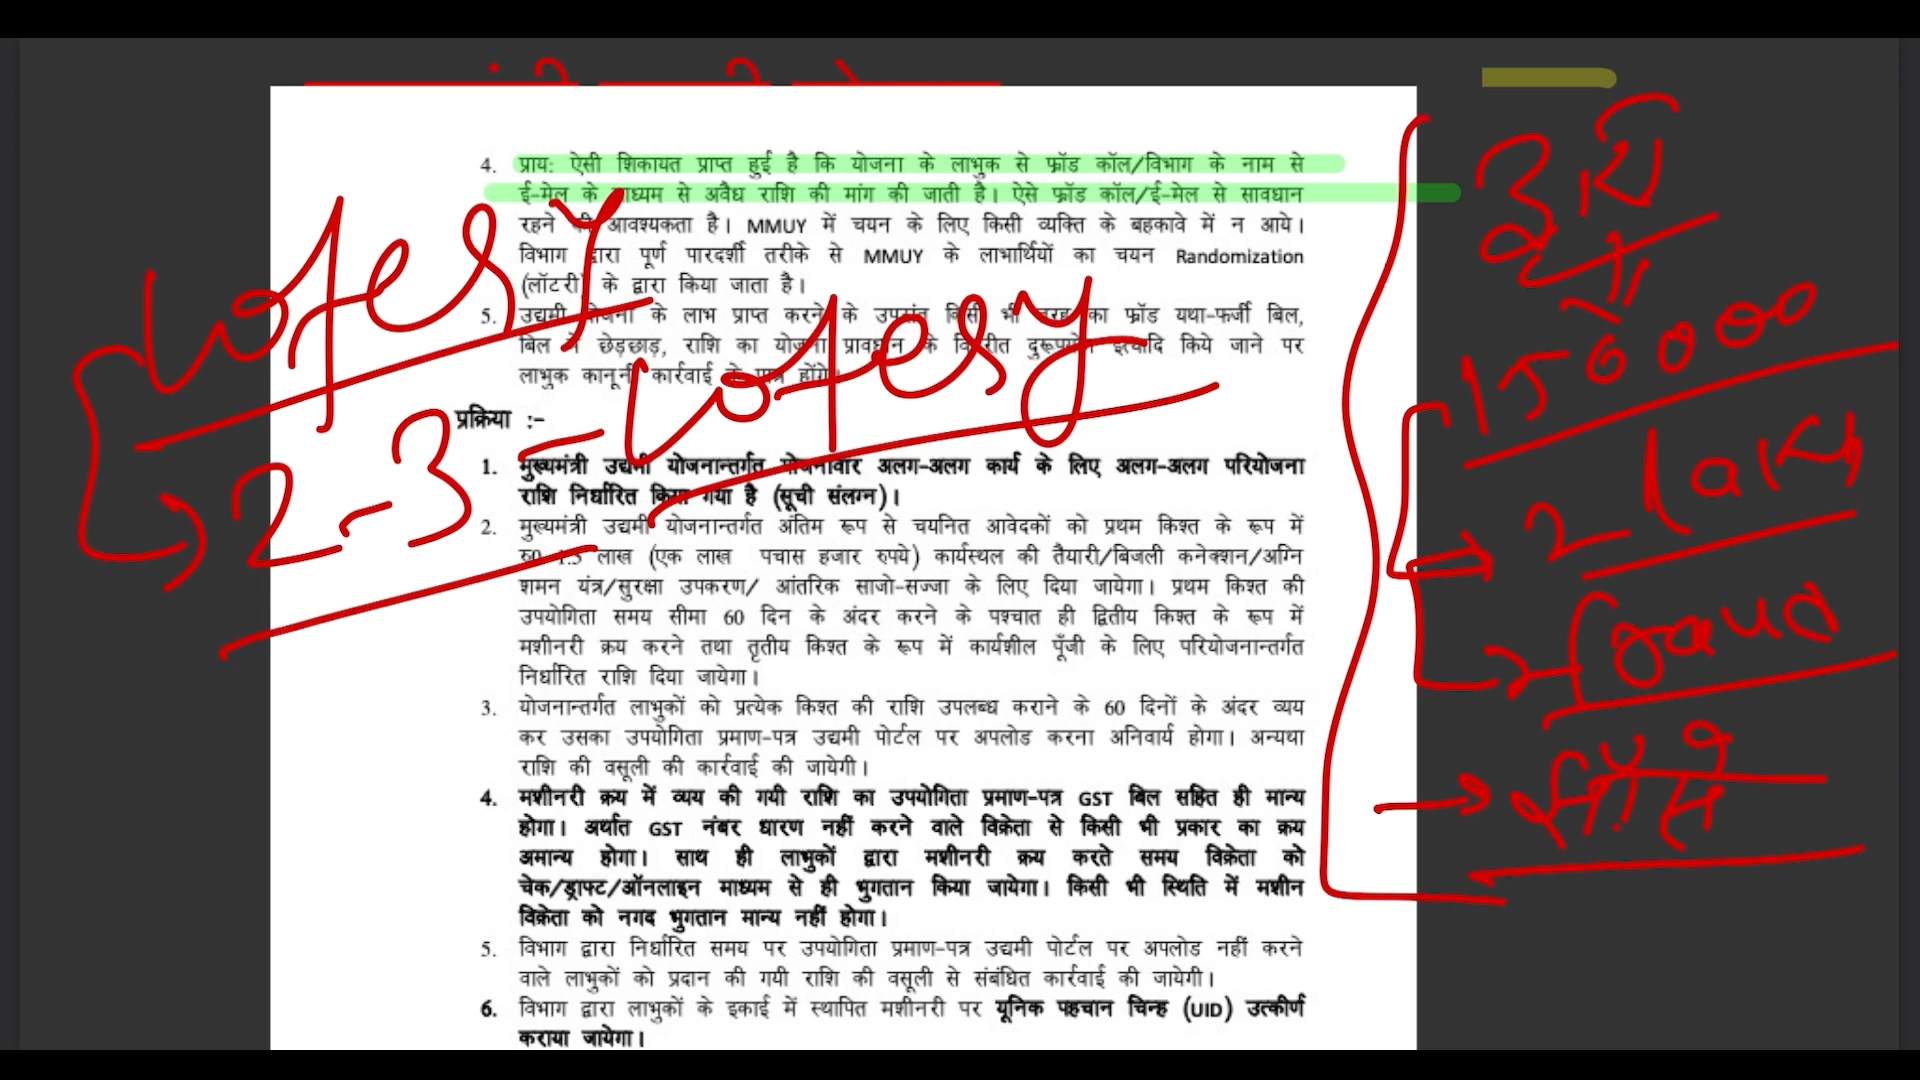 4. प्राय: ऐसी शिकायत प्राप्त हुई है कि योजना के लाभुक से फ्रॉड कॉल/विभाग के नाम से
ई-मेल के माध्यम से अवैध राशि की मांग की जाती है। ऐसे फ्रॉड कॉल/ई-मेल से सावधान
रहने की आवश्यकता है। MMUY में चयन के लिए किसी व्यक्ति के बहकावे में न आये।
विभाग द्वारा पूर्ण पारदर्शी तरीके से MMUY के लाभार्थियों का चयन Randomization
(लॉटरी) के द्वारा किया जाता है।
5. उद्यमी योजना के लाभ प्राप्त करने के उपरांत किसी भी तरह का फ्रॉड यथा-फर्जी बिल,
बिल में छेड़छाड़, राशि का योजना प्रावधान के विपरीत दुरूपयोग इत्यादि किये जाने पर
लाभुक कानूनी कार्रवाई के पात्र होंगे।
प्रक्रिया :-
1. मुख्यमंत्री उद्यमी योजनान्तर्गत योजनावार अलग-अलग कार्य के लिए अलग-अलग परियोजना
राशि निर्धारित किया गया है (सूची संलग्न)।
2. मुख्यमंत्री उद्यमी योजनान्तर्गत अंतिम रूप से चयनित आवेदकों को प्रथम किश्त के रूप में
रु0 1.5 लाख (एक लाख पचास हजार रुपये) कार्यस्थल की तैयारी/बिजली कनेक्शन/अग्नि
शमन यंत्र/सुरक्षा उपकरण/ आंतरिक साजो-सज्जा के लिए दिया जायेगा। प्रथम किश्त की
उपयोगिता समय सीमा 60 दिन के अंदर करने के पश्चात ही द्वितीय किश्त के रूप में
मशीनरी क्रय करने तथा तृतीय किश्त के रूप में कार्यशील पूँजी के लिए परियोजनान्तर्गत
निर्धारित राशि दिया जायेगा।
3. योजनान्तर्गत लाभुकों को प्रत्येक किश्त की राशि उपलब्ध कराने के 60 दिनों के अंदर व्यय
कर उसका उपयोगिता प्रमाण-पत्र उद्यमी पोर्टल पर अपलोड करना अनिवार्य होगा। अन्यथा
राशि की वसूली की कार्रवाई की जायेगी।
4. मशीनरी क्रय में व्यय की गयी राशि का उपयोगिता प्रमाण-पत्र GST बिल सहित ही मान्य
होगा। अर्थात GST नंबर धारण नहीं करने वाले विक्रेता से किसी भी प्रकार का क्रय
अमान्य होगा। साथ ही लाभुकों द्वारा मशीनरी क्रय करते समय विक्रेता को
चेक/ड्राफ्ट/ऑनलाइन माध्यम से ही भुगतान किया जायेगा। किसी भी स्थिति में मशीन
विक्रेता को नगद भुगतान मान्य नहीं होगा।
5. विभाग द्वारा निर्धारित समय पर उपयोगिता प्रमाण-पत्र उद्यमी पोर्टल पर अपलोड नहीं करने
वाले लाभुकों को प्रदान की गयी राशि की वसूली से संबंधित कार्रवाई की जायेगी।
6. विभाग द्वारा लाभुकों के इकाई में स्थापित मशीनरी पर यूनिक पहचान चिन्ह (UID) उत्कीर्ण
कराया जायेगा।
2-3
150000
2 लाख